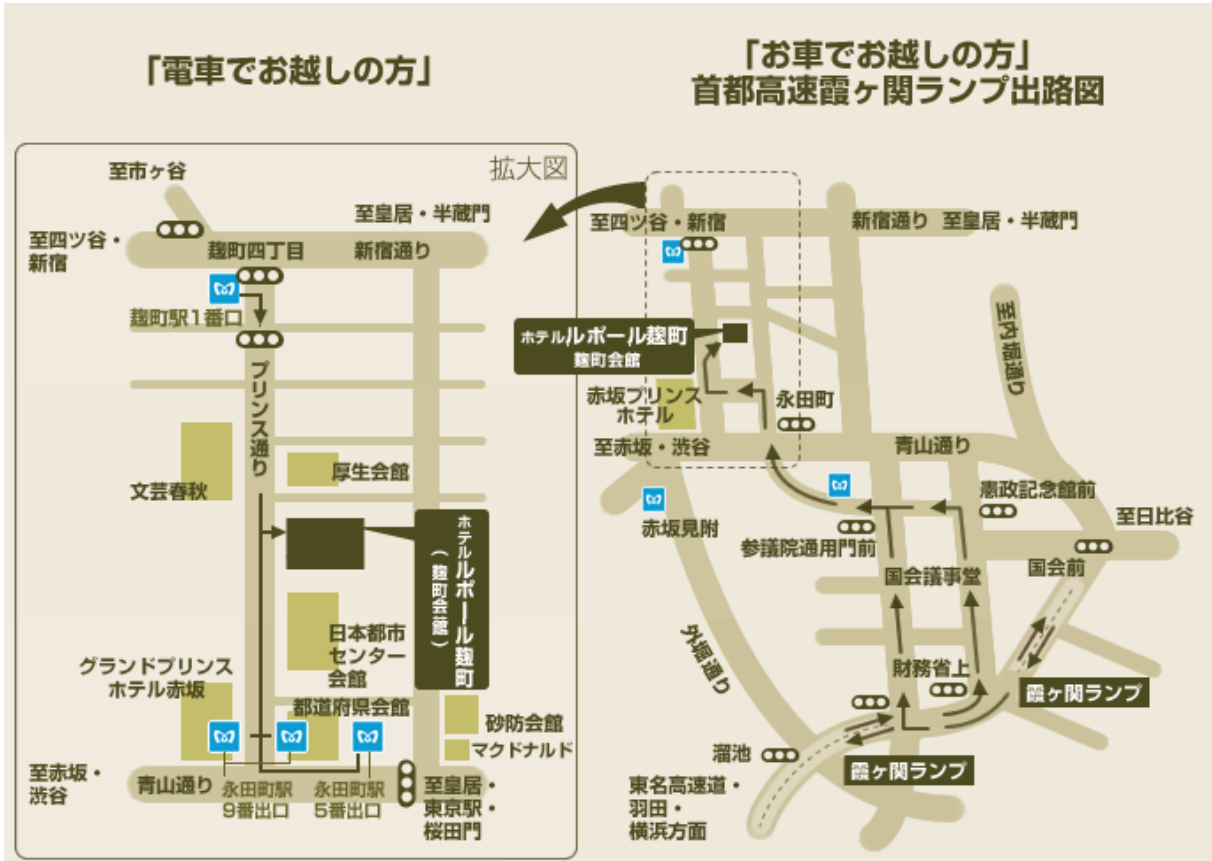 「電車でお越しの方」
「お車でお越しの方」
首都高速霞ヶ関ランプ出路図
拡大図
至市ヶ谷
至皇居・半蔵門
至四ツ谷・
新宿
麹町四丁目
新宿通り
麹町駅1番口
プリンス通り
文芸春秋
厚生会館
ホテルルポール麹町
(麹町会館)
日本都市
センター
会館
グランドプリンス
ホテル赤坂
都道府県会館
砂防会館
マクドナルド
至赤坂・
渋谷
青山通り
永田町駅
9番出口
永田町駅
5番出口
至皇居・
東京駅・
桜田門
至四ツ谷・新宿
新宿通り
至皇居・半蔵門
至内堀通り
ホテルルポール麹町
麹町会館
赤坂プリンス
ホテル
永田町
至赤坂・渋谷
青山通り
赤坂見附
憲政記念館前
至日比谷
参議院通用門前
国会前
国会議事堂
外堀通り
財務省上
霞ヶ関ランプ
溜池
霞ヶ関ランプ
東名高速道・
羽田・
横浜方面